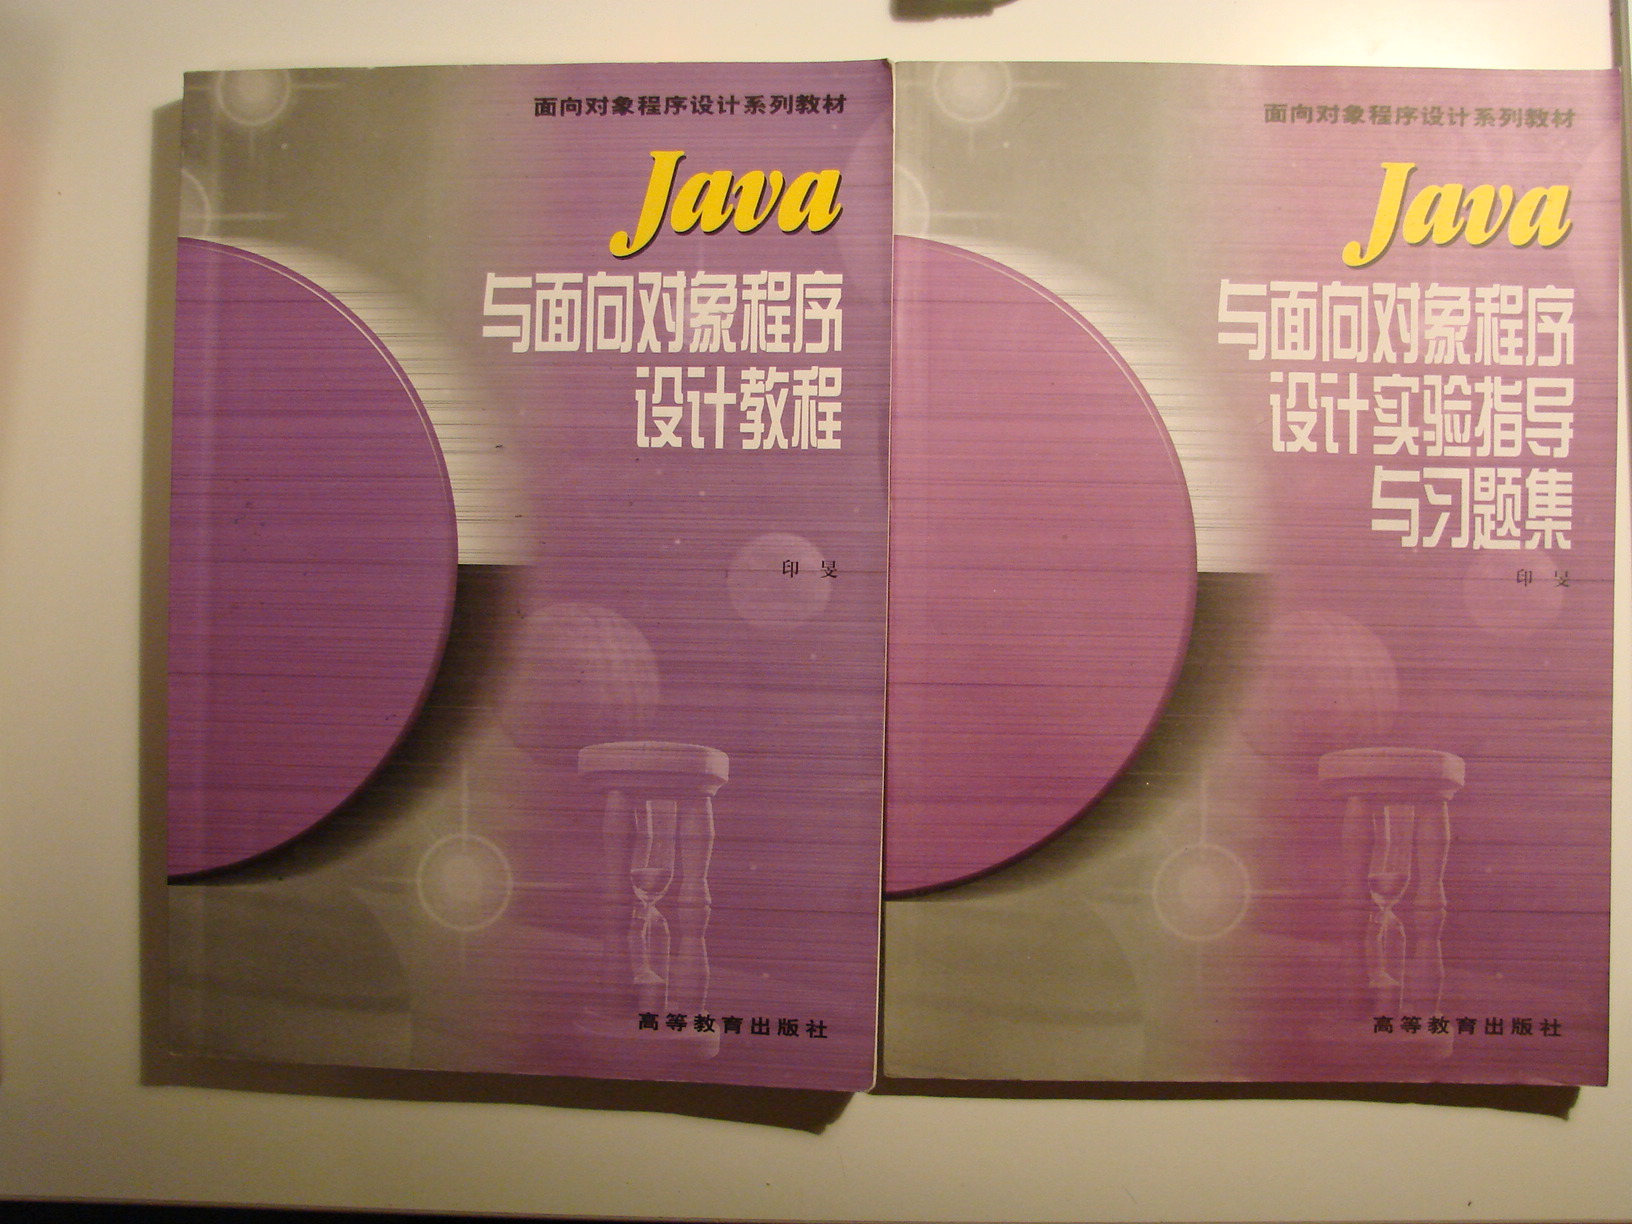 面向对象程序设计系列教材
Java
与面向对象程序
设计教程
印 旻
高等教育出版社
面向对象程序设计系列教材
Java
与面向对象程序
设计实验指导
与习题集
印 旻
高等教育出版社